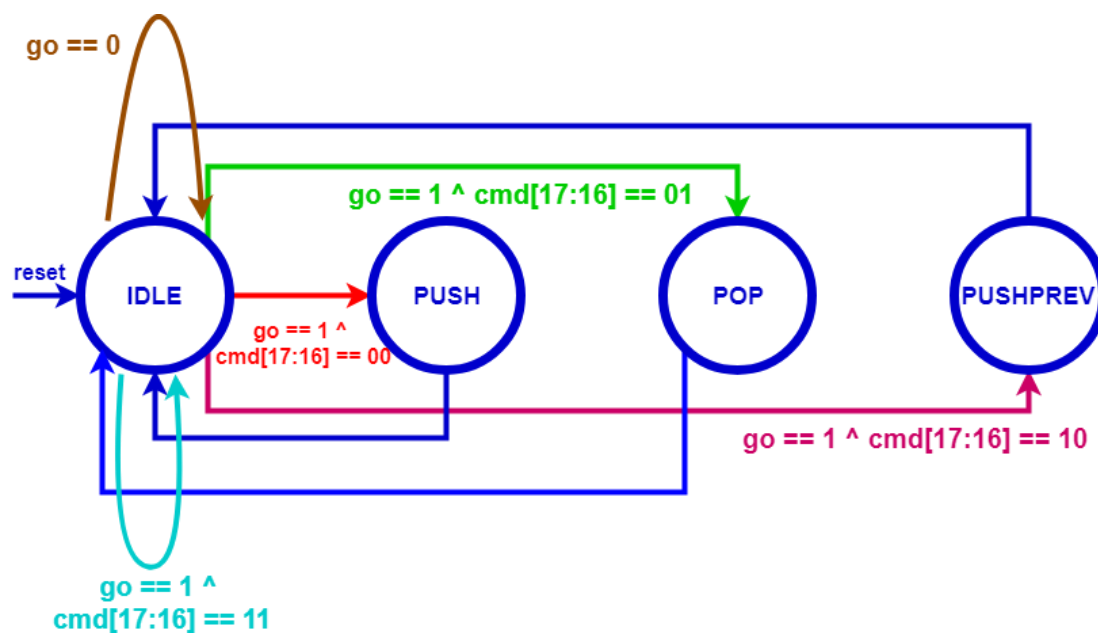 go == 0
go == 1 ^ cmd[17:16] == 01
reset
IDLE
PUSH
POP
PUSHPREV
go == 1 ^
cmd[17:16] == 00
go == 1 ^ cmd[17:16] == 10
go == 1 ^
cmd[17:16] == 11